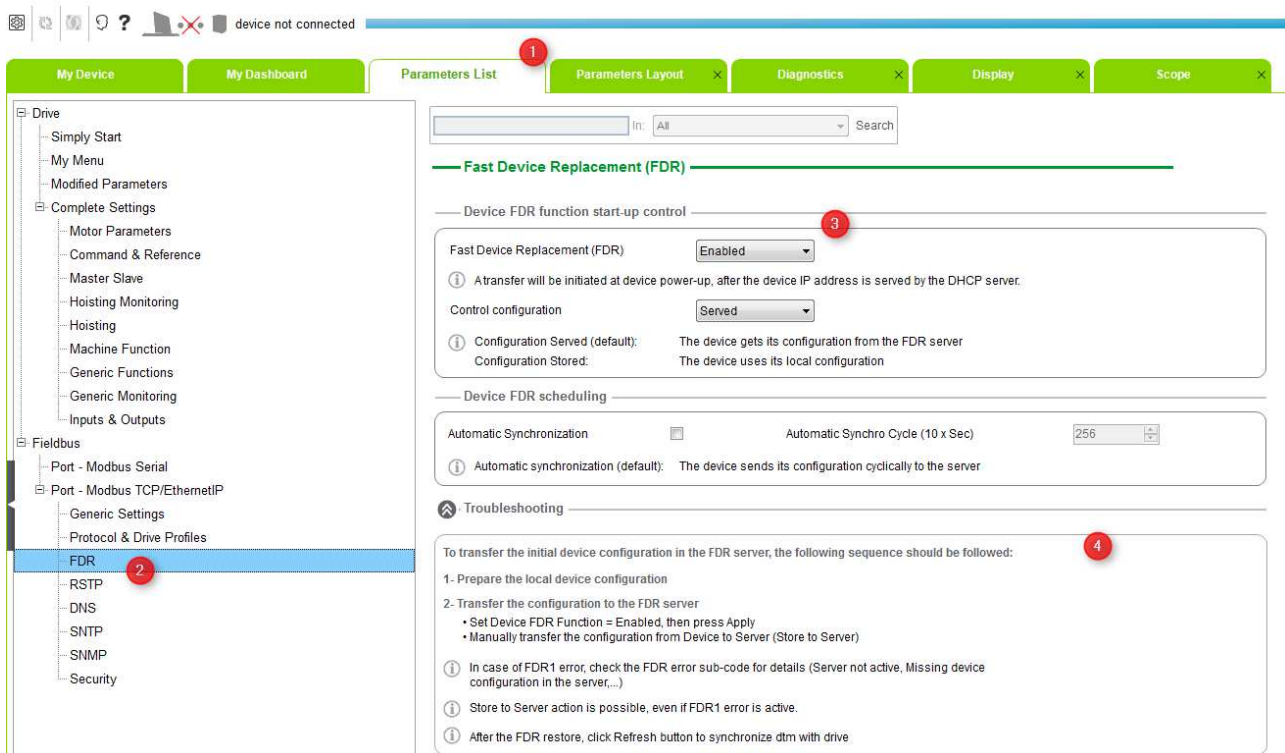 ? device not connected
1
My Device My Dashboard Parameters List Parameters Layout × Diagnostics × Display × Scope ×
Drive
Simply Start
My Menu
Modified Parameters
Complete Settings
Motor Parameters
Command & Reference
Master Slave
Hoisting Monitoring
Hoisting
Machine Function
Generic Functions
Generic Monitoring
Inputs & Outputs
Fieldbus
Port - Modbus Serial
Port - Modbus TCP/EthernetIP
Generic Settings
Protocol & Drive Profiles
FDR
2
RSTP
DNS
SNTP
SNMP
Security
In: All Search
Fast Device Replacement (FDR)
Device FDR function start-up control
3
Fast Device Replacement (FDR) Enabled
A transfer will be initiated at device power-up, after the device IP address is served by the DHCP server.
Control configuration Served
Configuration Served (default): The device gets its configuration from the FDR server
Configuration Stored: The device uses its local configuration
Device FDR scheduling
Automatic Synchronization Automatic Synchro Cycle (10 x Sec) 256
Automatic synchronization (default): The device sends its configuration cyclically to the server
Troubleshooting
4
To transfer the initial device configuration in the FDR server, the following sequence should be followed:
1- Prepare the local device configuration
2- Transfer the configuration to the FDR server
• Set Device FDR Function = Enabled, then press Apply
• Manually transfer the configuration from Device to Server (Store to Server)
In case of FDR1 error, check the FDR error sub-code for details (Server not active, Missing device
configuration in the server,...)
Store to Server action is possible, even if FDR1 error is active.
After the FDR restore, click Refresh button to synchronize dtm with drive